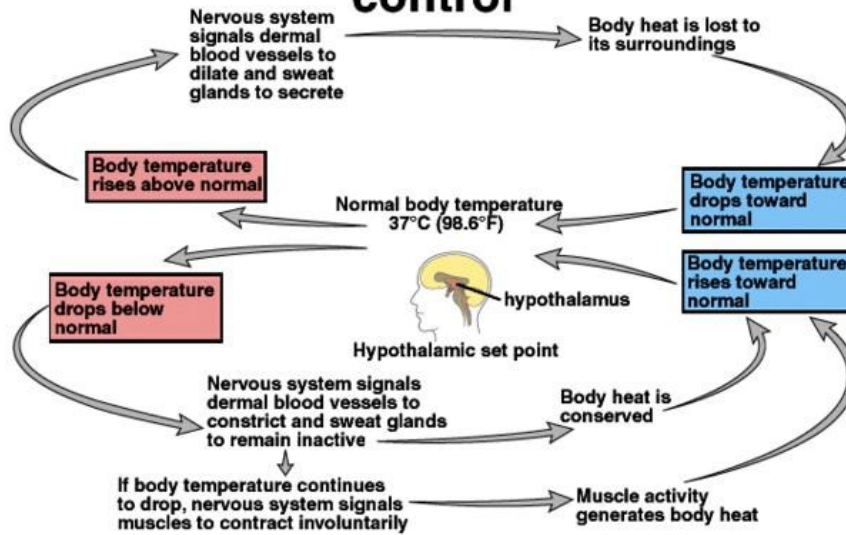 control
Nervous system
signals dermal
blood vessels to
dilate and sweat
glands to secrete
Body heat is lost to
its surroundings
Body temperature
rises above normal
Normal body temperature
37°C (98.6°F)
Body temperature
drops toward
normal
Body temperature
drops below
normal
hypothalamus
Hypothalamic set point
Body temperature
rises toward
normal
Nervous system signals
dermal blood vessels to
constrict and sweat glands
to remain inactive
Body heat is
conserved
If body temperature continues
to drop, nervous system signals
muscles to contract involuntarily
Muscle activity
generates body heat